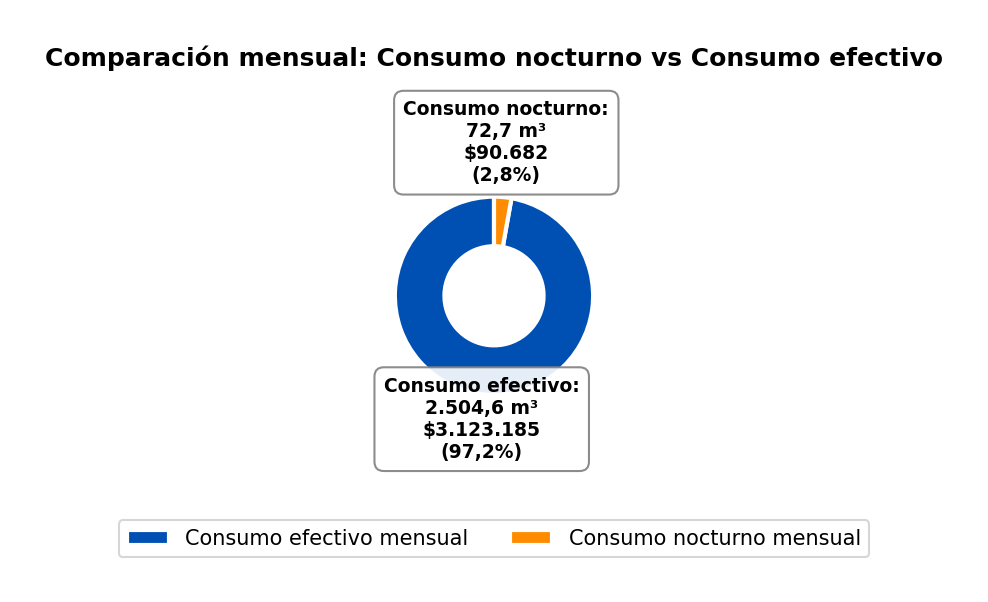 Comparación mensual: Consumo nocturno vs Consumo efectivo
Consumo nocturno:
72,7 m³
$90.682
(2,8%)
Consumo efectivo:
2.504,6 m³
$3.123.185
(97,2%)
Consumo efectivo mensual
Consumo nocturno mensual